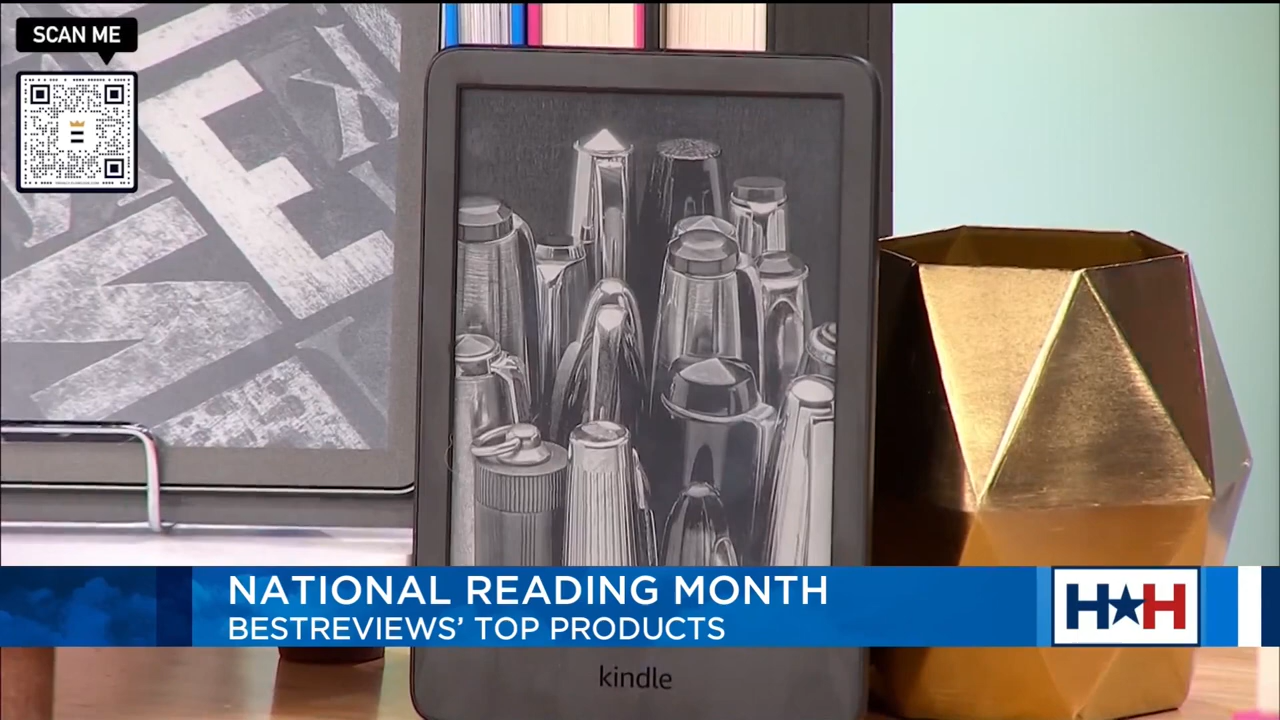 SCAN ME
NATIONAL READING MONTH
BESTREVIEWS' TOP PRODUCTS
H★H
kindle